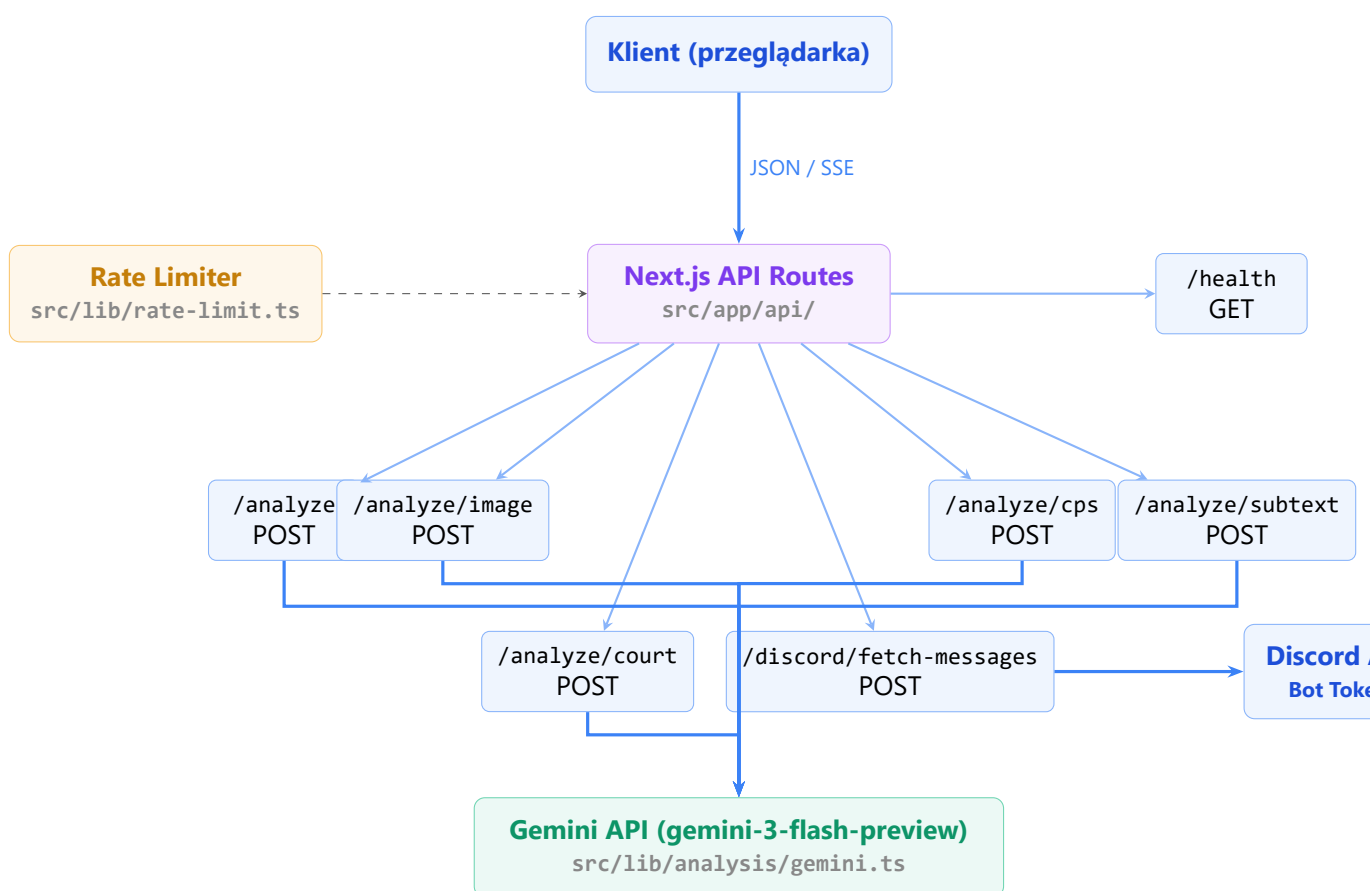 Klient (przeglądarka)
JSON / SSE
Rate Limiter
src/lib/rate-limit.ts
Next.js API Routes
src/app/api/
/health
GET
/analyze
POST
/analyze/image
POST
/analyze/cps
POST
/analyze/subtext
POST
/analyze/court
POST
/discord/fetch-messages
POST
Discord
Bot
Gemini API (gemini-3-flash-preview)
src/lib/analysis/gemini.ts